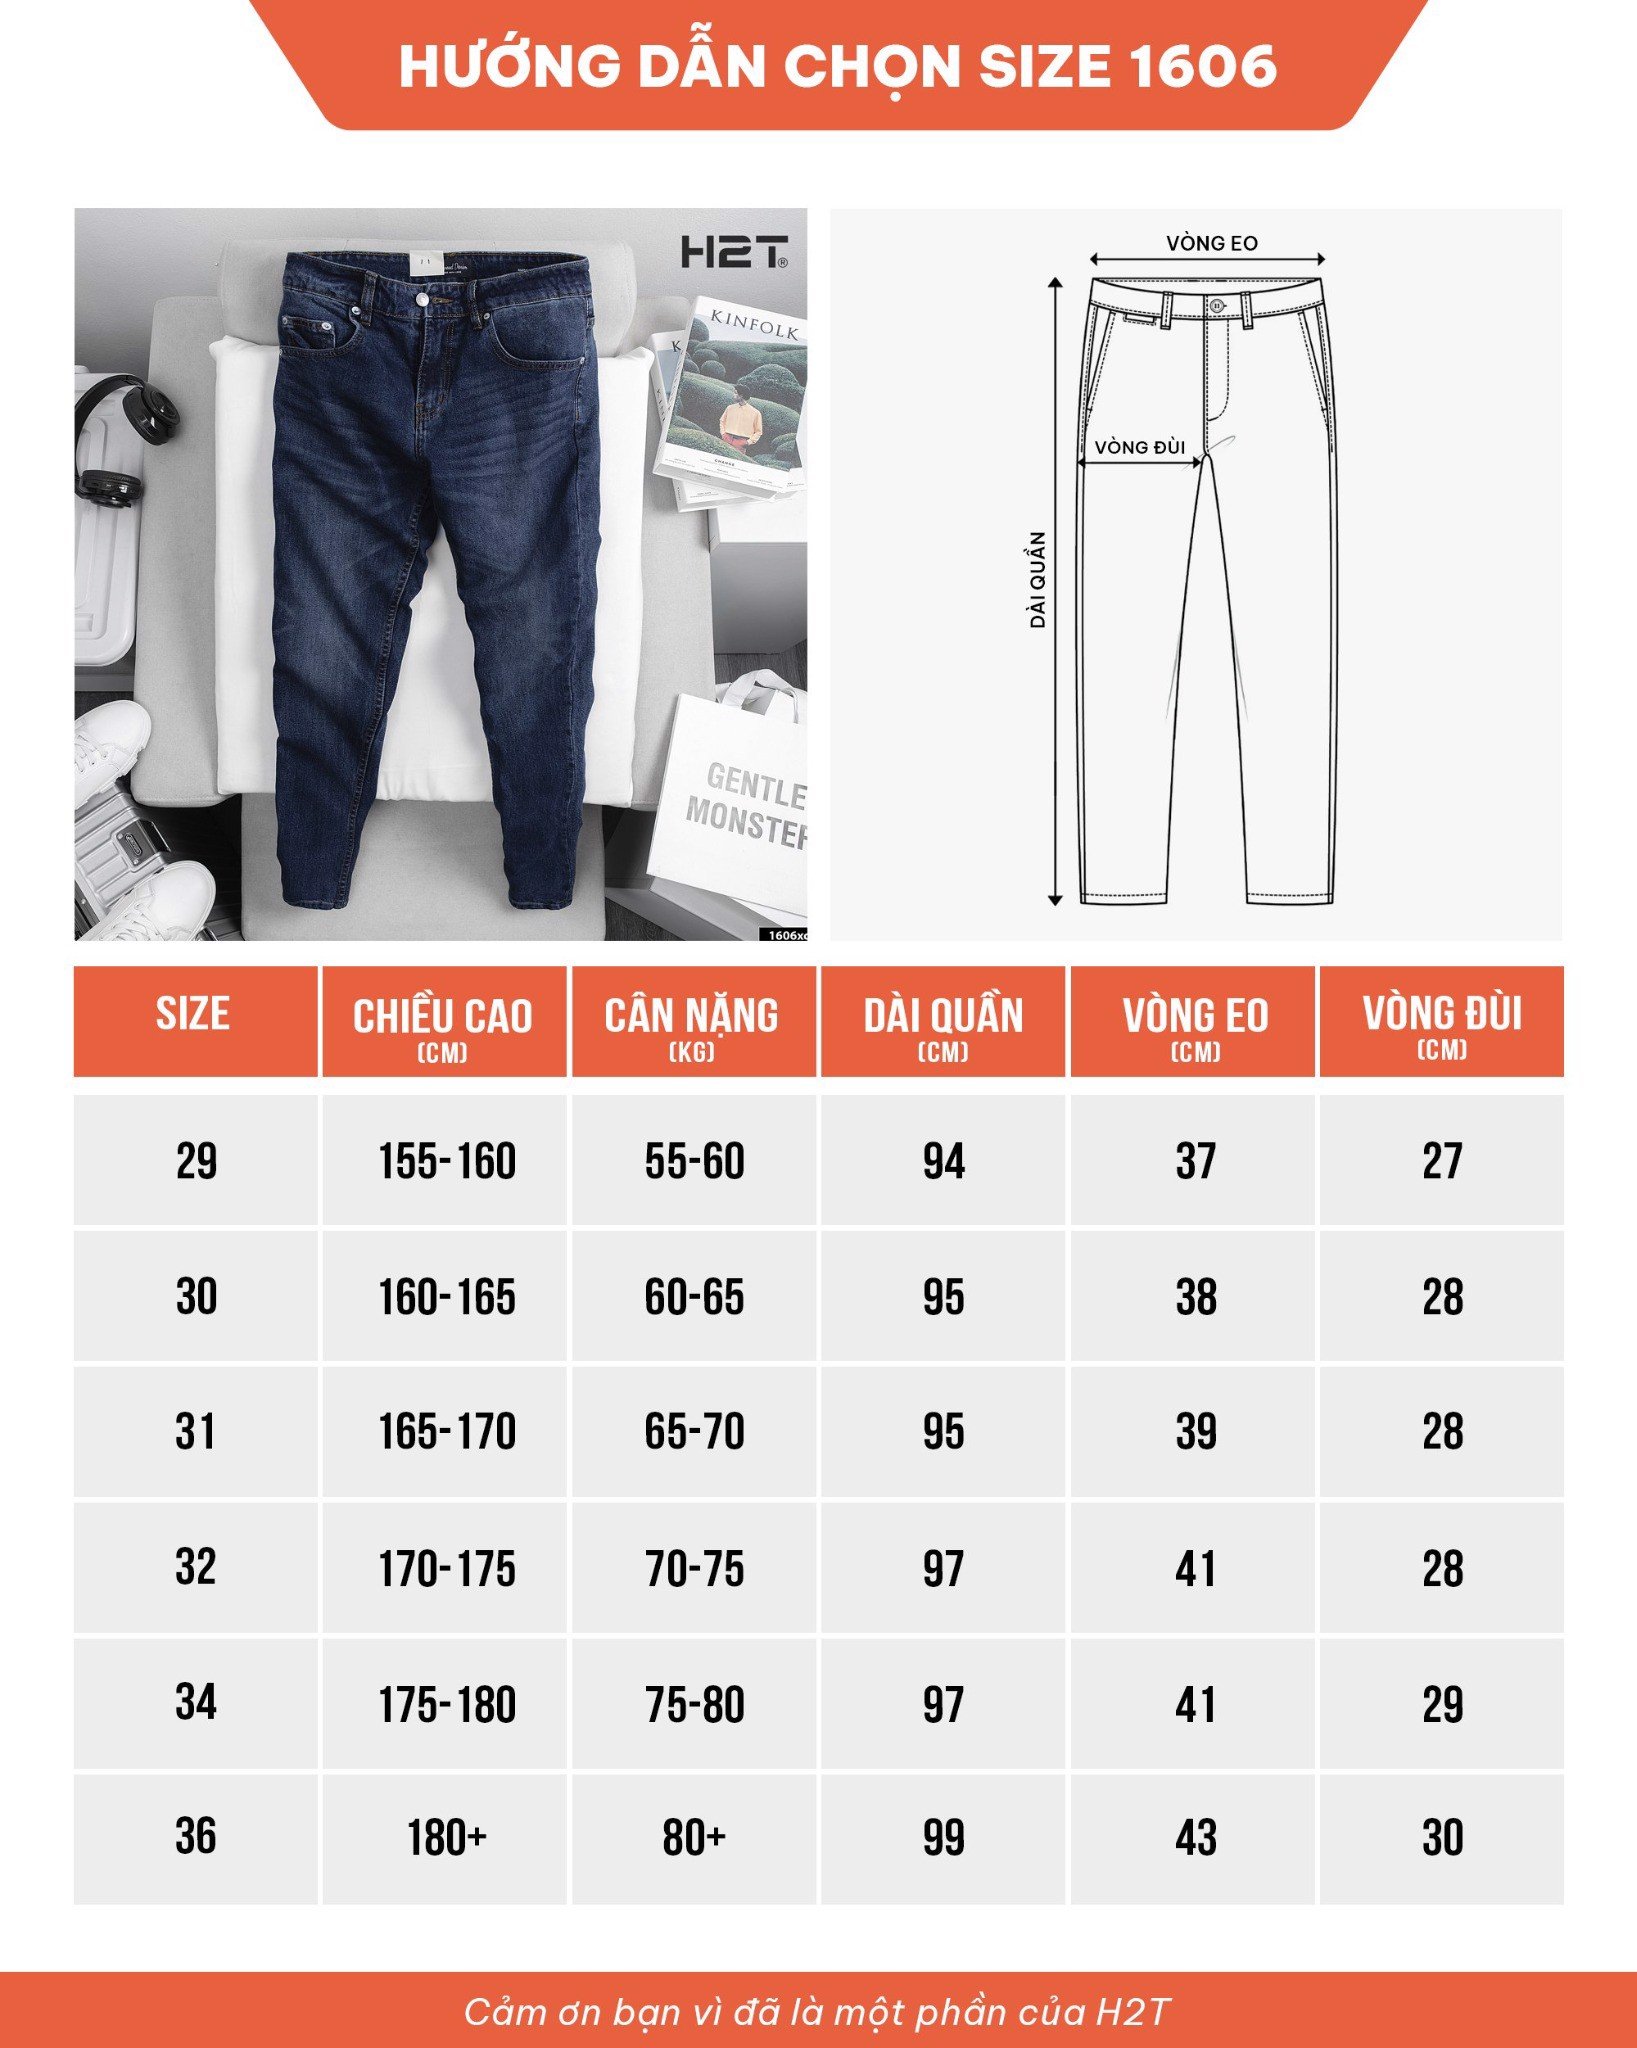 HƯỚNG DẪN CHỌN SIZE 1606
H2T®
KINFOLK
K
GENTLE
MONSTER
1606xd
VÒNG EO
VÒNG ĐÙI
DÀI QUẦN
SIZE CHIỀU CAO (CM) CÂN NẶNG (KG) DÀI QUẦN (CM) VÒNG EO (CM) VÒNG ĐÙI (CM)
29 155-160 55-60 94 37 27
30 160-165 60-65 95 38 28
31 165-170 65-70 95 39 28
32 170-175 70-75 97 41 28
34 175-180 75-80 97 41 29
36 180+ 80+ 99 43 30
Cảm ơn bạn vì đã là một phần của H2T